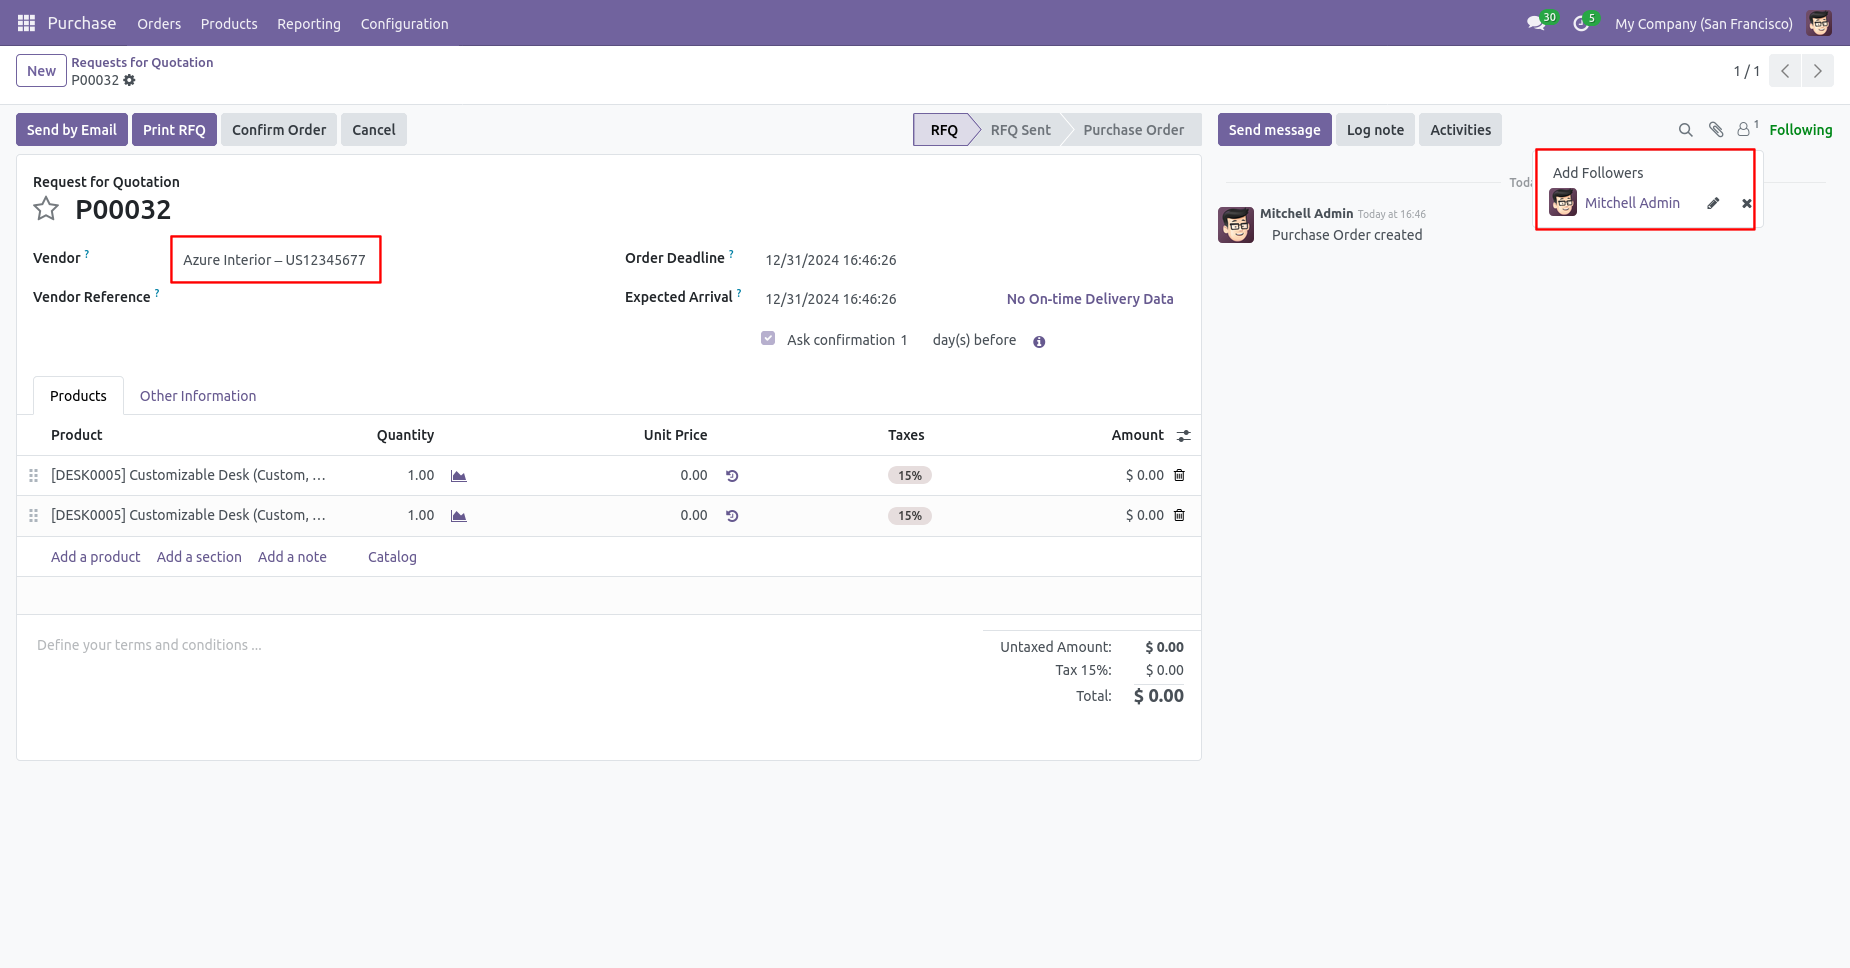 Purchase Orders Products Reporting Configuration 30 5 My Company (San Francisco)
New Requests for Quotation
P00032
1 / 1
Send by Email Print RFQ Confirm Order Cancel RFQ RFQ Sent Purchase Order
Send message Log note Activities 1 Following
Request for Quotation
P00032
Vendor ? Azure Interior – US12345677
Vendor Reference ?
Order Deadline ? 12/31/2024 16:46:26
Expected Arrival ? 12/31/2024 16:46:26 No On-time Delivery Data
Ask confirmation 1 day(s) before
Products Other Information
Product Quantity Unit Price Taxes Amount
[DESK0005] Customizable Desk (Custom, ... 1.00 0.00 15% $ 0.00
[DESK0005] Customizable Desk (Custom, ... 1.00 0.00 15% $ 0.00
Add a product Add a section Add a note Catalog
Define your terms and conditions ...
Untaxed Amount: $ 0.00
Tax 15%: $ 0.00
Total: $ 0.00
Add Followers
Mitchell Admin
Mitchell Admin Today at 16:46
Purchase Order created